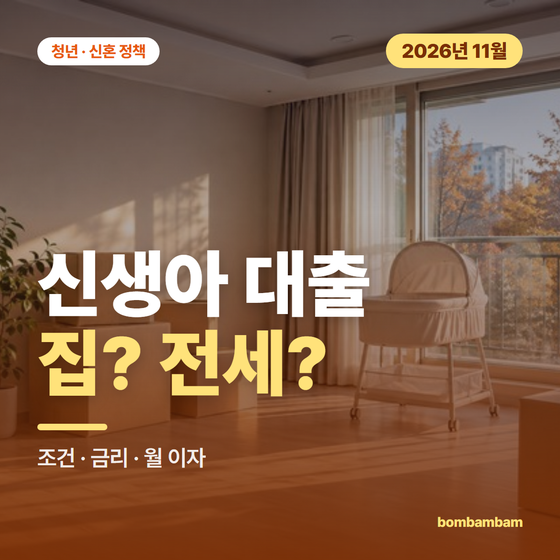 청년 · 신혼 정책
2026년 11월
신생아 대출
집? 전세?
조건 · 금리 · 월 이자
bombambam